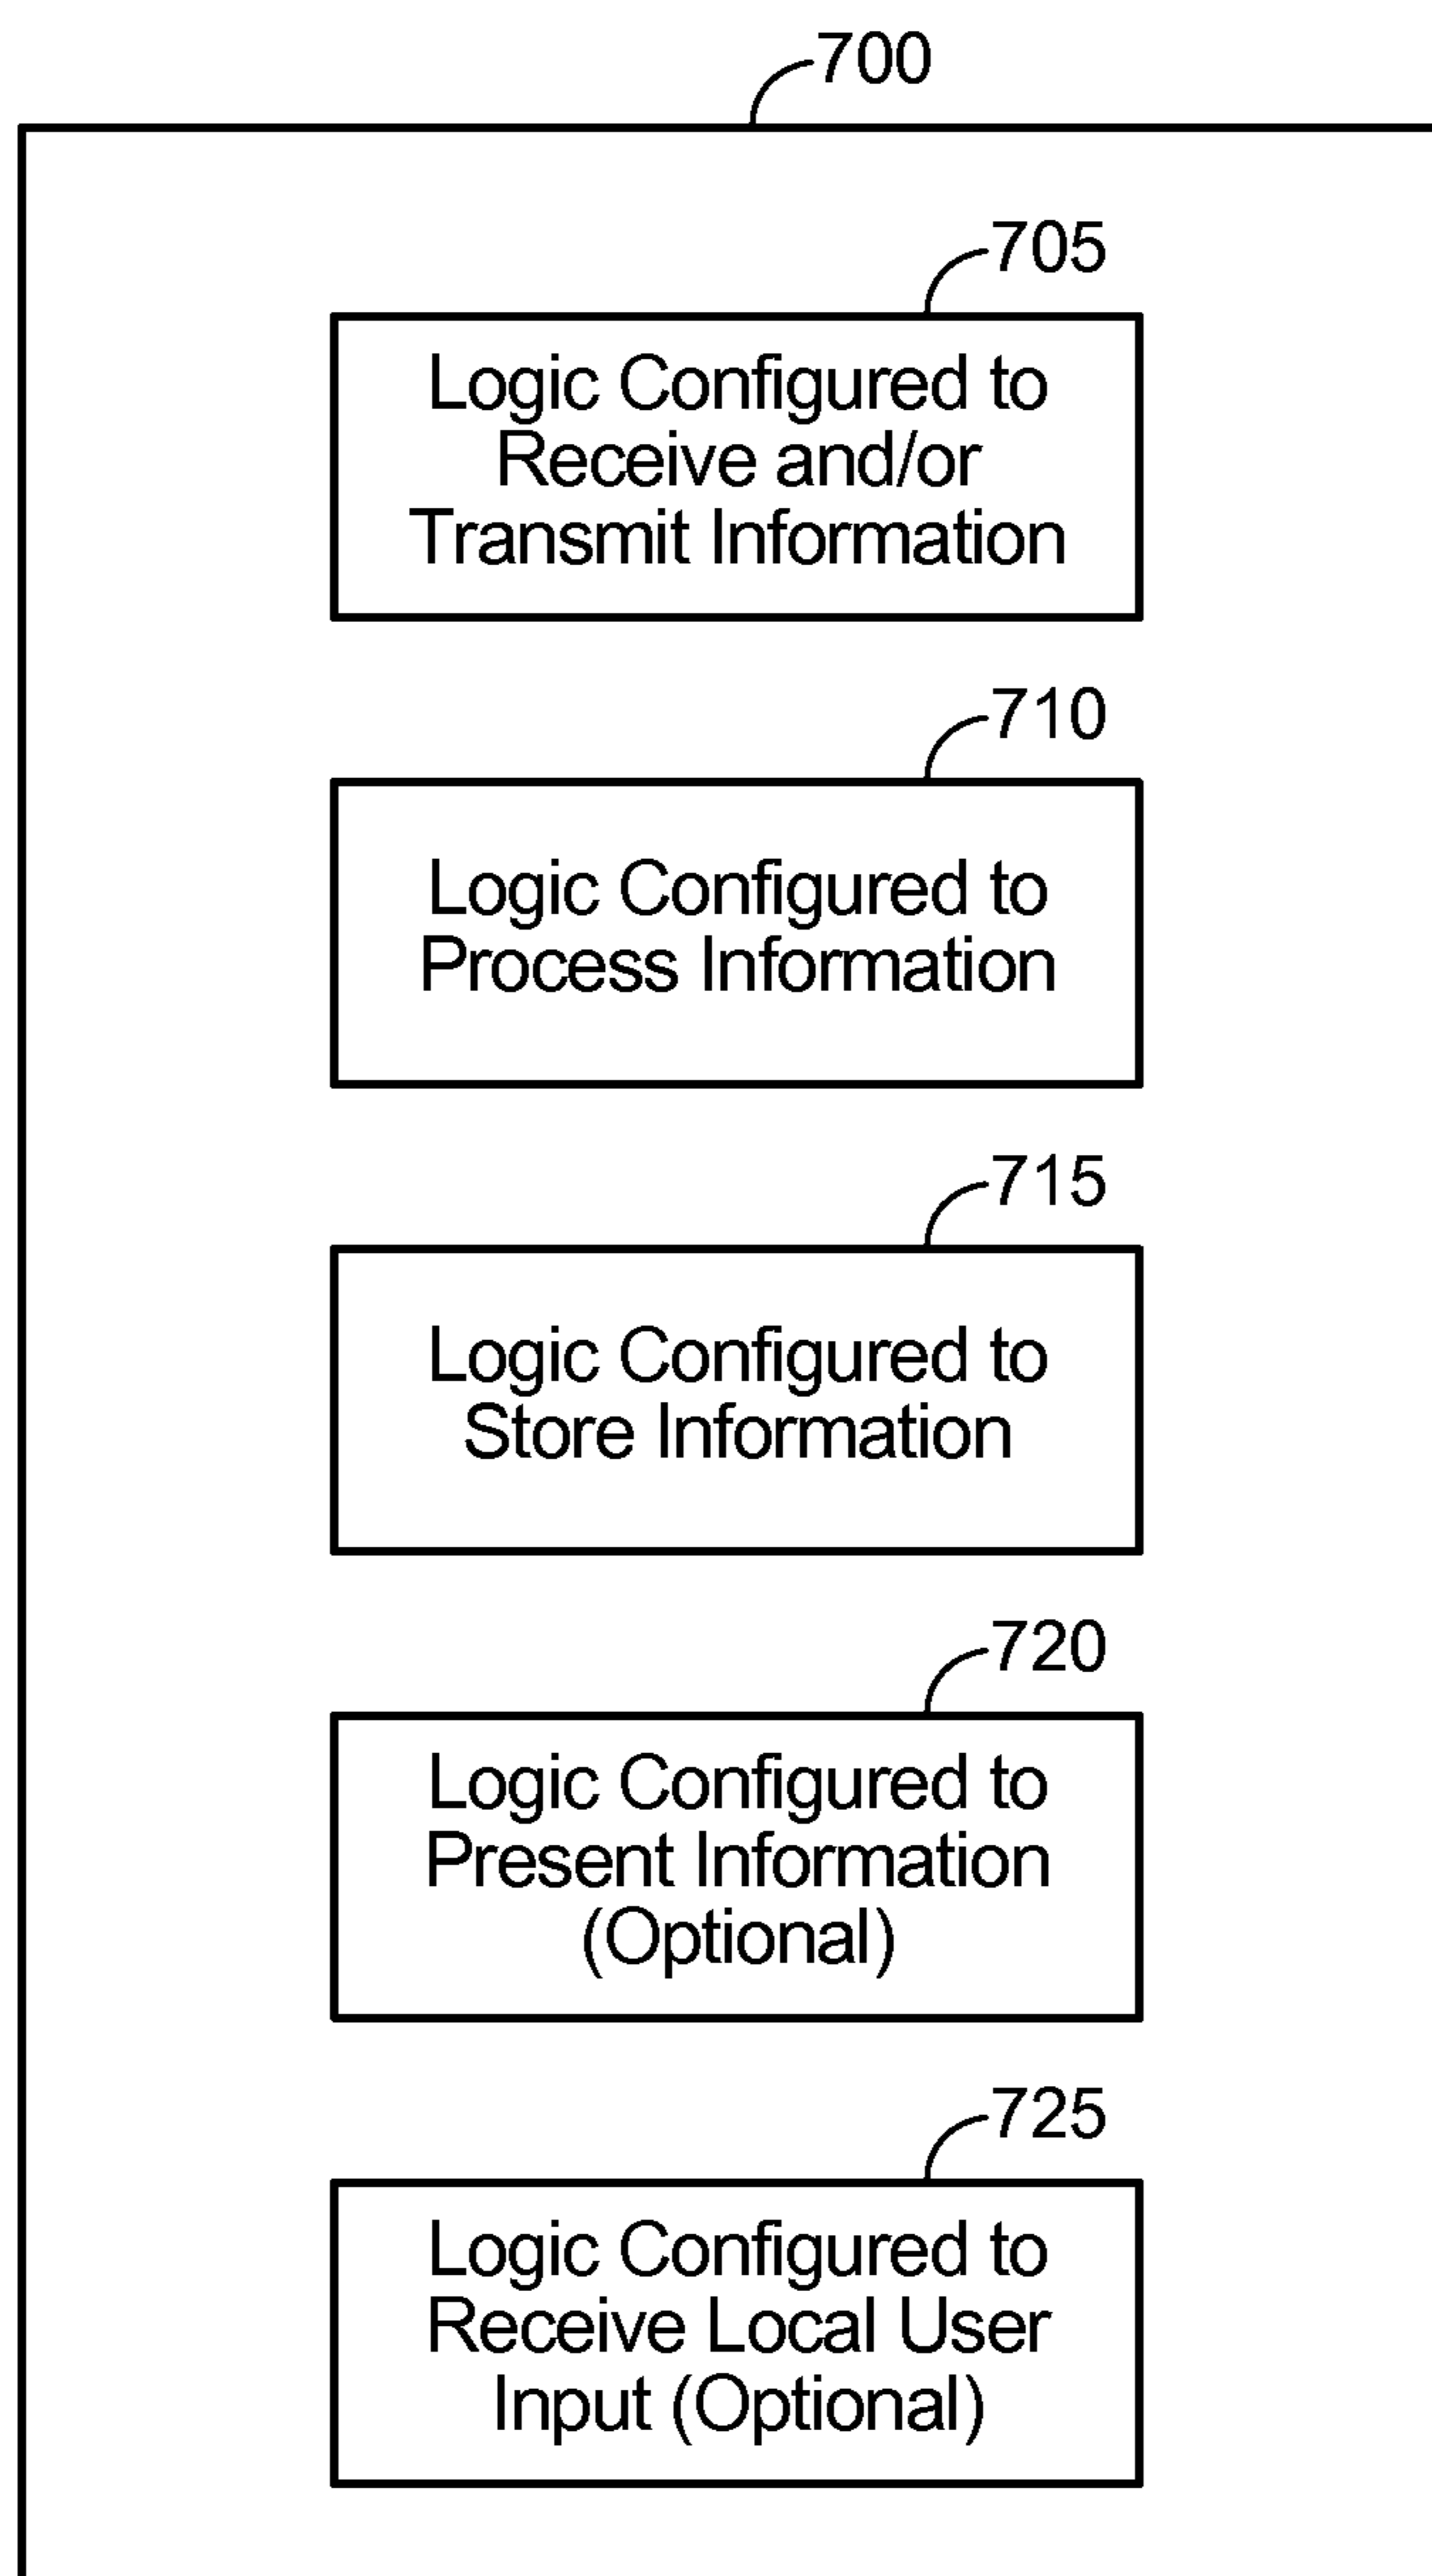 700
705
Logic Configured to
Receive and/or
Transmit Information
710
Logic Configured to
Process Information
715
Logic Configured to
Store Information
720
Logic Configured to
Present Information
(Optional)
725
Logic Configured to
Receive Local User
Input (Optional)